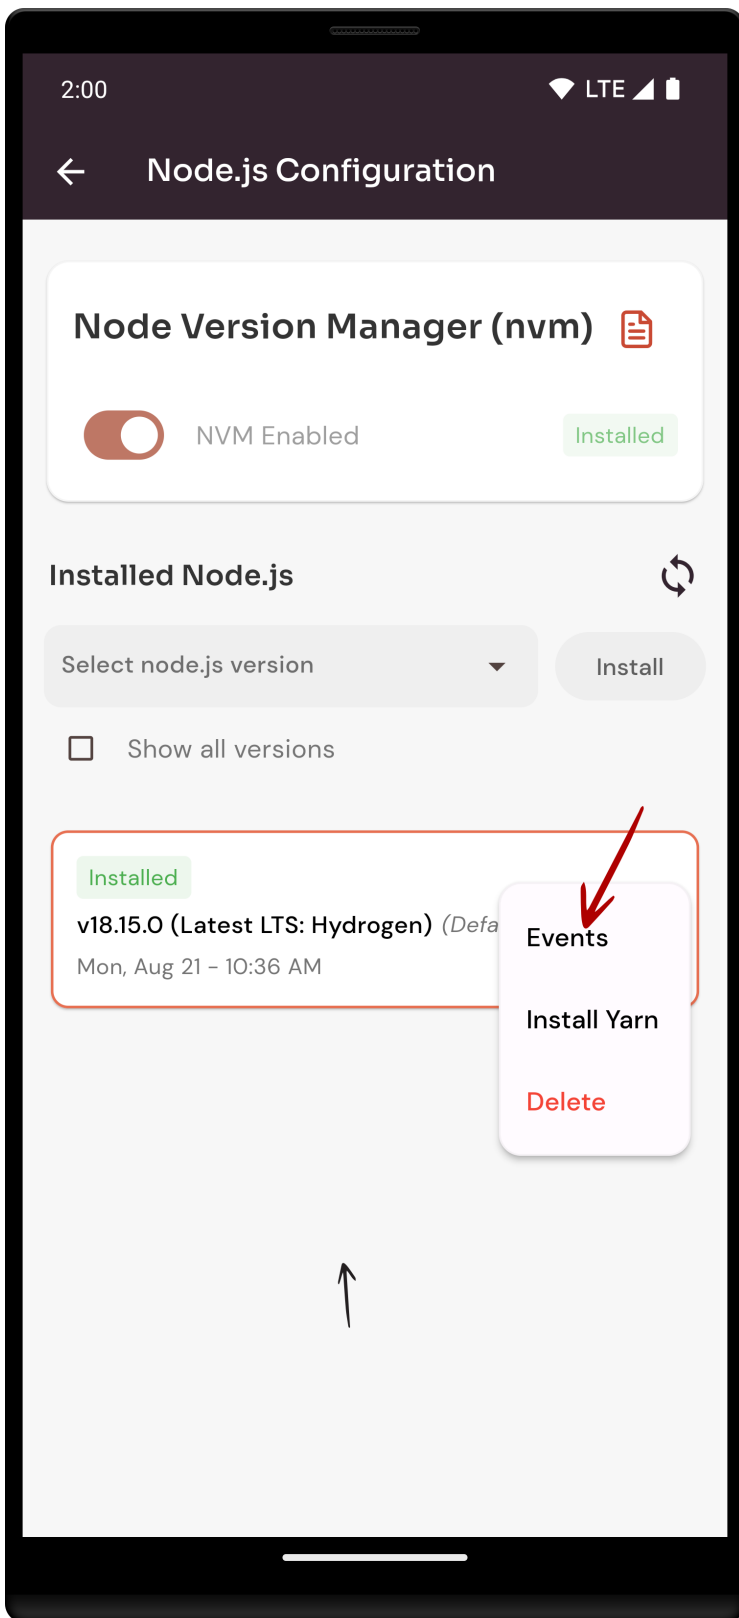 2:00 LTE
Node.js Configuration
Node Version Manager (nvm)
NVM Enabled Installed
Installed Node.js
Select node.js version Install
Show all versions
Installed
v18.15.0 (Latest LTS: Hydrogen) (Defa
Mon, Aug 21 - 10:36 AM
Events
Install Yarn
Delete